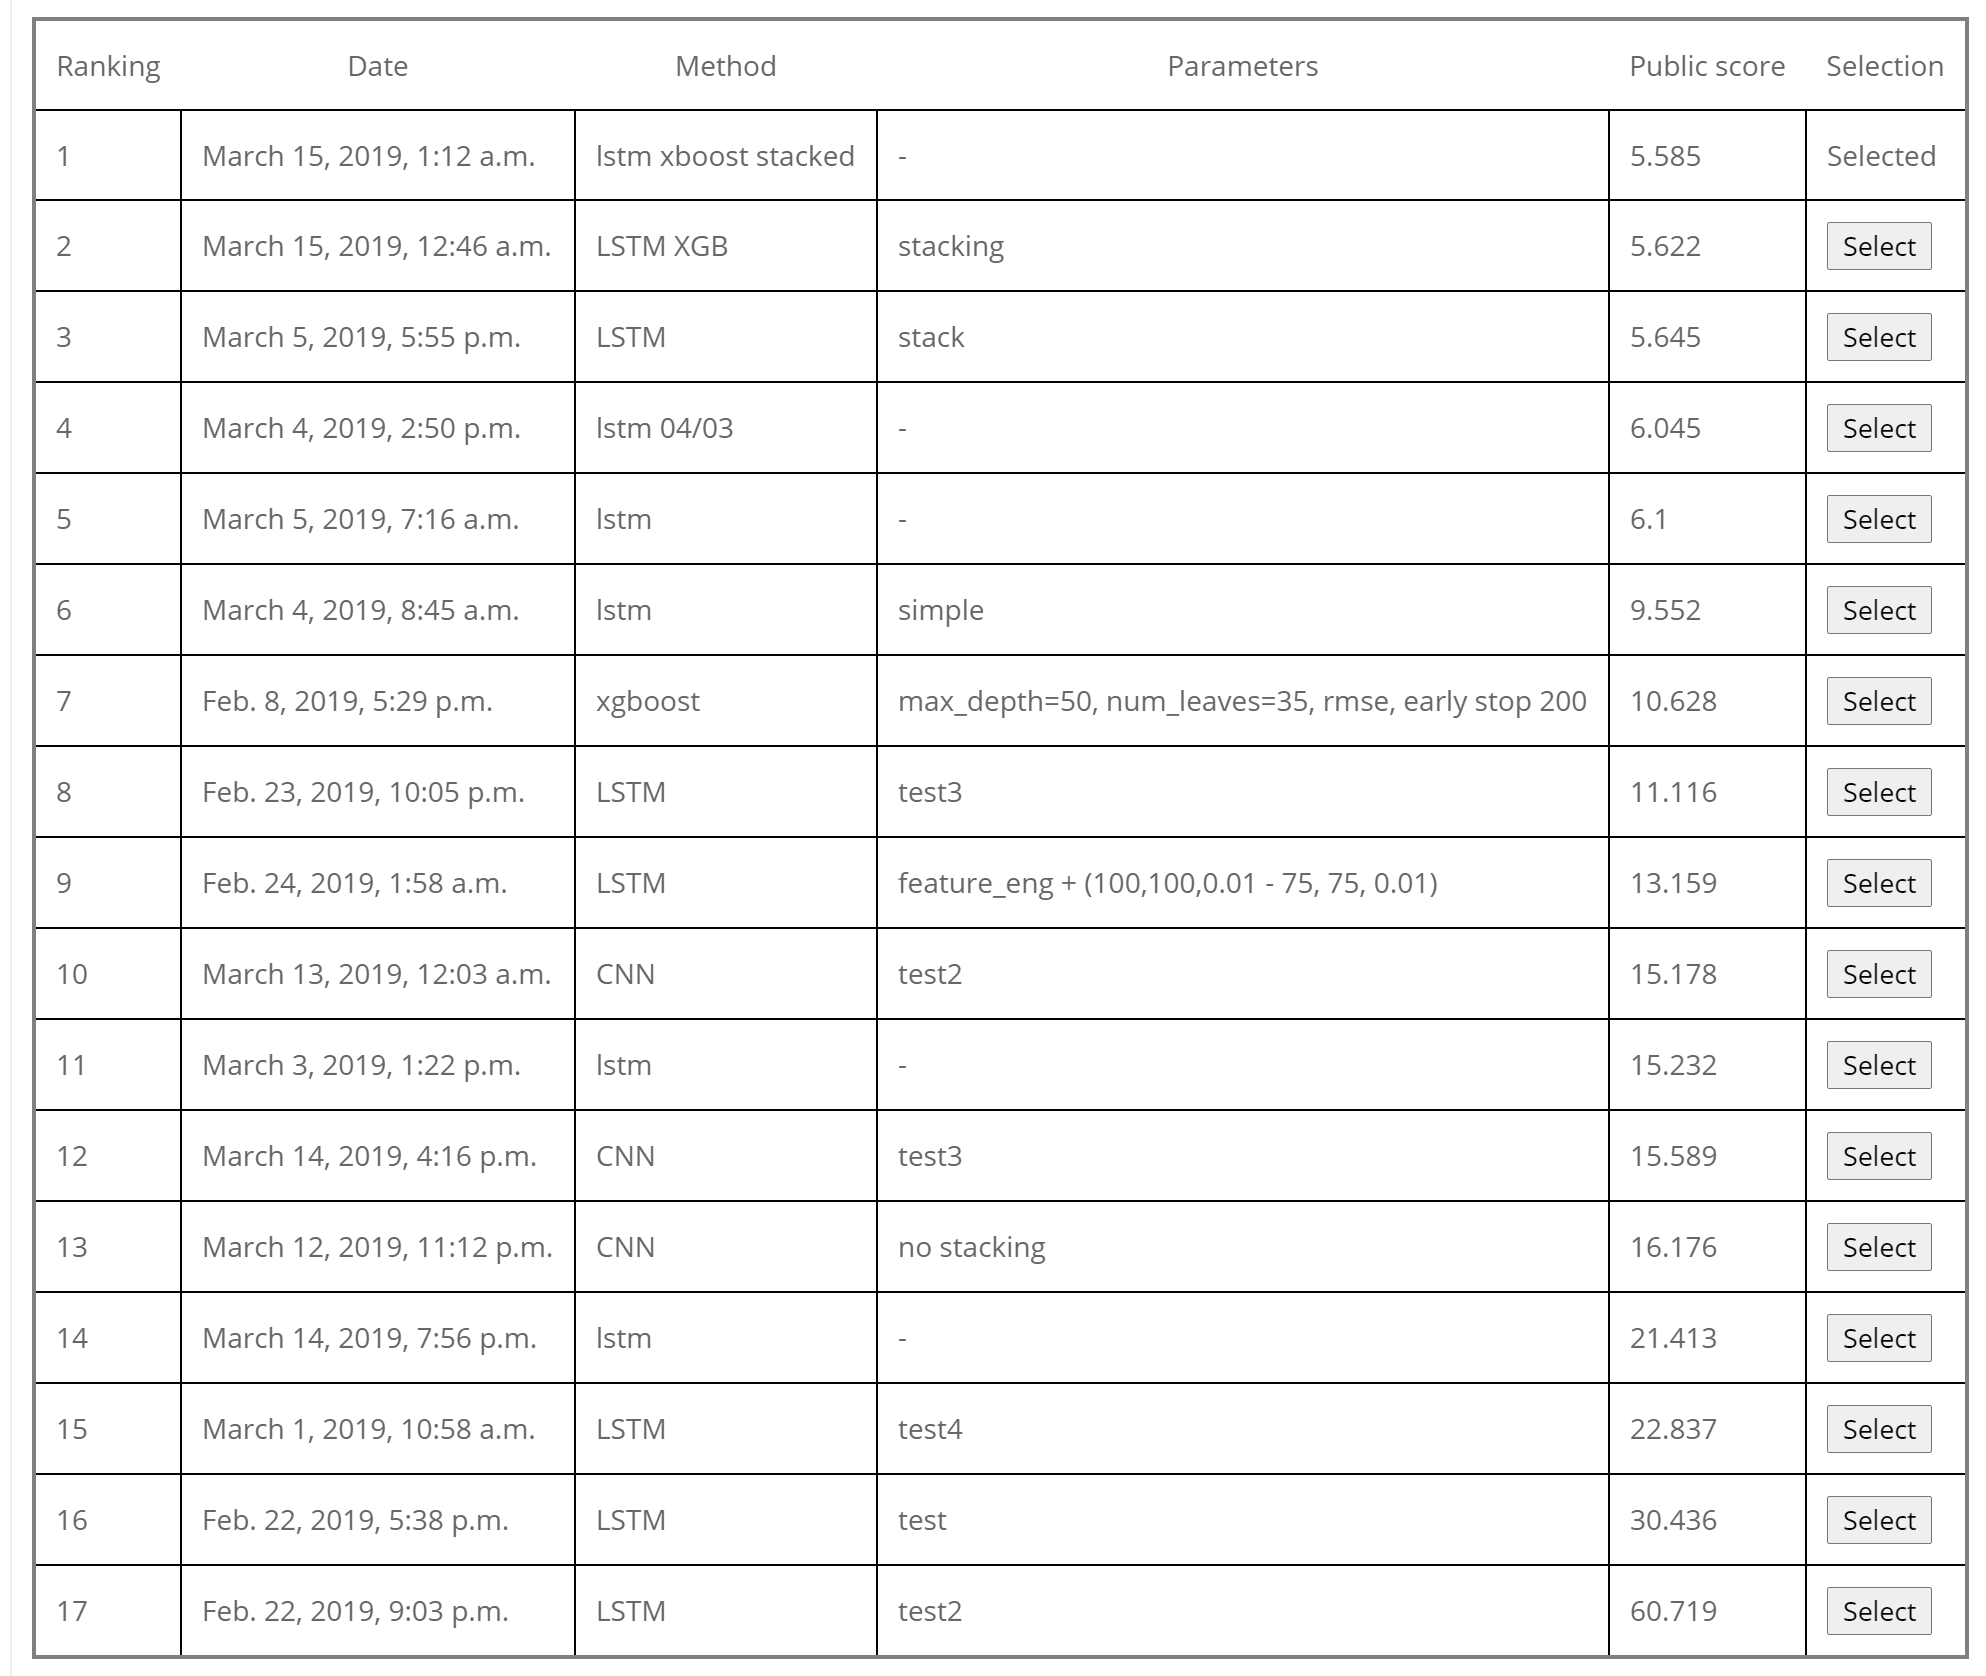 Ranking Date Method Parameters Public score Selection
1 March 15, 2019, 1:12 a.m. lstm xboost stacked - 5.585 Selected
2 March 15, 2019, 12:46 a.m. LSTM XGB stacking 5.622 Select
3 March 5, 2019, 5:55 p.m. LSTM stack 5.645 Select
4 March 4, 2019, 2:50 p.m. lstm 04/03 - 6.045 Select
5 March 5, 2019, 7:16 a.m. lstm - 6.1 Select
6 March 4, 2019, 8:45 a.m. lstm simple 9.552 Select
7 Feb. 8, 2019, 5:29 p.m. xgboost max_depth=50, num_leaves=35, rmse, early stop 200 10.628 Select
8 Feb. 23, 2019, 10:05 p.m. LSTM test3 11.116 Select
9 Feb. 24, 2019, 1:58 a.m. LSTM feature_eng + (100,100,0.01 - 75, 75, 0.01) 13.159 Select
10 March 13, 2019, 12:03 a.m. CNN test2 15.178 Select
11 March 3, 2019, 1:22 p.m. lstm - 15.232 Select
12 March 14, 2019, 4:16 p.m. CNN test3 15.589 Select
13 March 12, 2019, 11:12 p.m. CNN no stacking 16.176 Select
14 March 14, 2019, 7:56 p.m. lstm - 21.413 Select
15 March 1, 2019, 10:58 a.m. LSTM test4 22.837 Select
16 Feb. 22, 2019, 5:38 p.m. LSTM test 30.436 Select
17 Feb. 22, 2019, 9:03 p.m. LSTM test2 60.719 Select